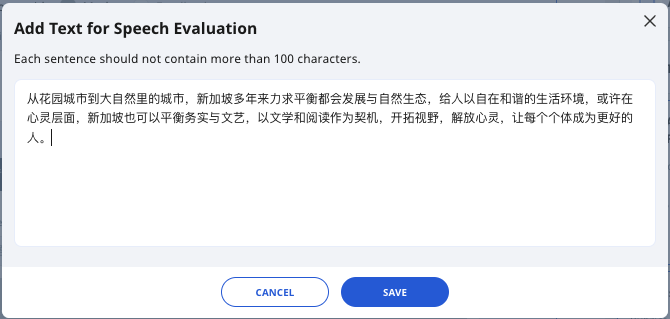 Add Text for Speech Evaluation
Each sentence should not contain more than 100 characters.
从花园城市到大自然里的城市，新加坡多年来力求平衡都会发展与自然生态，给人以自在和谐的生活环境，或许在
心灵层面，新加坡也可以平衡务实与文艺，以文学和阅读作为契机，开拓视野，解放心灵，让每个个体成为更好的
人。
CANCEL
SAVE